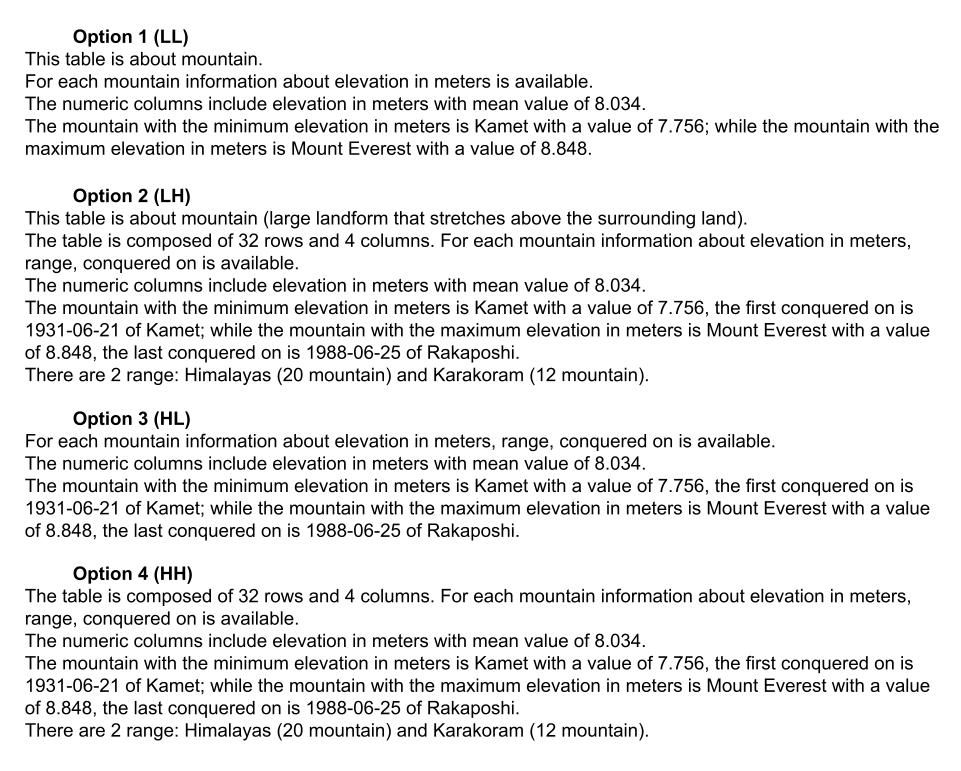 Option 1 (LL)
This table is about mountain.
For each mountain information about elevation in meters is available.
The numeric columns include elevation in meters with mean value of 8.034.
The mountain with the minimum elevation in meters is Kamet with a value of 7.756; while the mountain with the
maximum elevation in meters is Mount Everest with a value of 8.848.
Option 2 (LH)
This table is about mountain (large landform that stretches above the surrounding land).
The table is composed of 32 rows and 4 columns. For each mountain information about elevation in meters,
range, conquered on is available.
The numeric columns include elevation in meters with mean value of 8.034.
The mountain with the minimum elevation in meters is Kamet with a value of 7.756, the first conquered on is
1931-06-21 of Kamet; while the mountain with the maximum elevation in meters is Mount Everest with a value
of 8.848, the last conquered on is 1988-06-25 of Rakaposhi.
There are 2 range: Himalayas (20 mountain) and Karakoram (12 mountain).
Option 3 (HL)
For each mountain information about elevation in meters, range, conquered on is available.
The numeric columns include elevation in meters with mean value of 8.034.
The mountain with the minimum elevation in meters is Kamet with a value of 7.756, the first conquered on is
1931-06-21 of Kamet; while the mountain with the maximum elevation in meters is Mount Everest with a value
of 8.848, the last conquered on is 1988-06-25 of Rakaposhi.
Option 4 (HH)
The table is composed of 32 rows and 4 columns. For each mountain information about elevation in meters,
range, conquered on is available.
The numeric columns include elevation in meters with mean value of 8.034.
The mountain with the minimum elevation in meters is Kamet with a value of 7.756, the first conquered on is
1931-06-21 of Kamet; while the mountain with the maximum elevation in meters is Mount Everest with a value
of 8.848, the last conquered on is 1988-06-25 of Rakaposhi.
There are 2 range: Himalayas (20 mountain) and Karakoram (12 mountain).